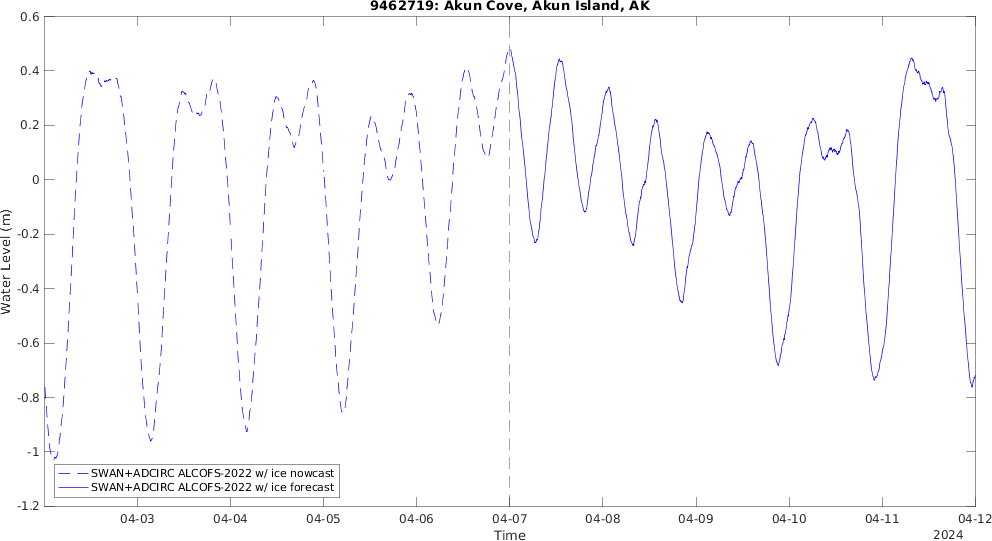 9462719: Akun Cove, Akun Island, AK
Water Level (m)
0.6
0.4
0.2
0
-0.2
-0.4
-0.6
-0.8
-1
-1.2
SWAN+ADCIRC ALCOFS-2022 w/ ice nowcast
SWAN+ADCIRC ALCOFS-2022 w/ ice forecast
04-03 04-04 04-05 04-06 04-07 04-08 04-09 04-10 04-11 04-12
Time
2024